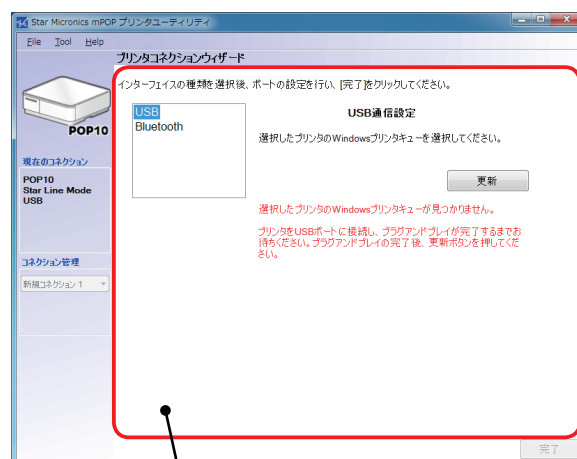 Star Micronics mPOP プリンタユーティリティ
File Tool Help
プリンタコネクションウィザード
インターフェイスの種類を選択後、ポートの設定を行い、[完了]をクリックしてください。
USB
Bluetooth
USB通信設定
選択したプリンタのWindowsプリンタキューを選択してください。
更新
選択したプリンタのWindowsプリンタキューが見つかりません。
プリンタをUSBポートに接続し、プラグアンドプレイが完了するまでお
待ちください。プラグアンドプレイの完了後、更新ボタンを押してくだ
さい。
POP10
現在のコネクション
POP10
Star Line Mode
USB
コネクション管理
新規コネクション 1
完了